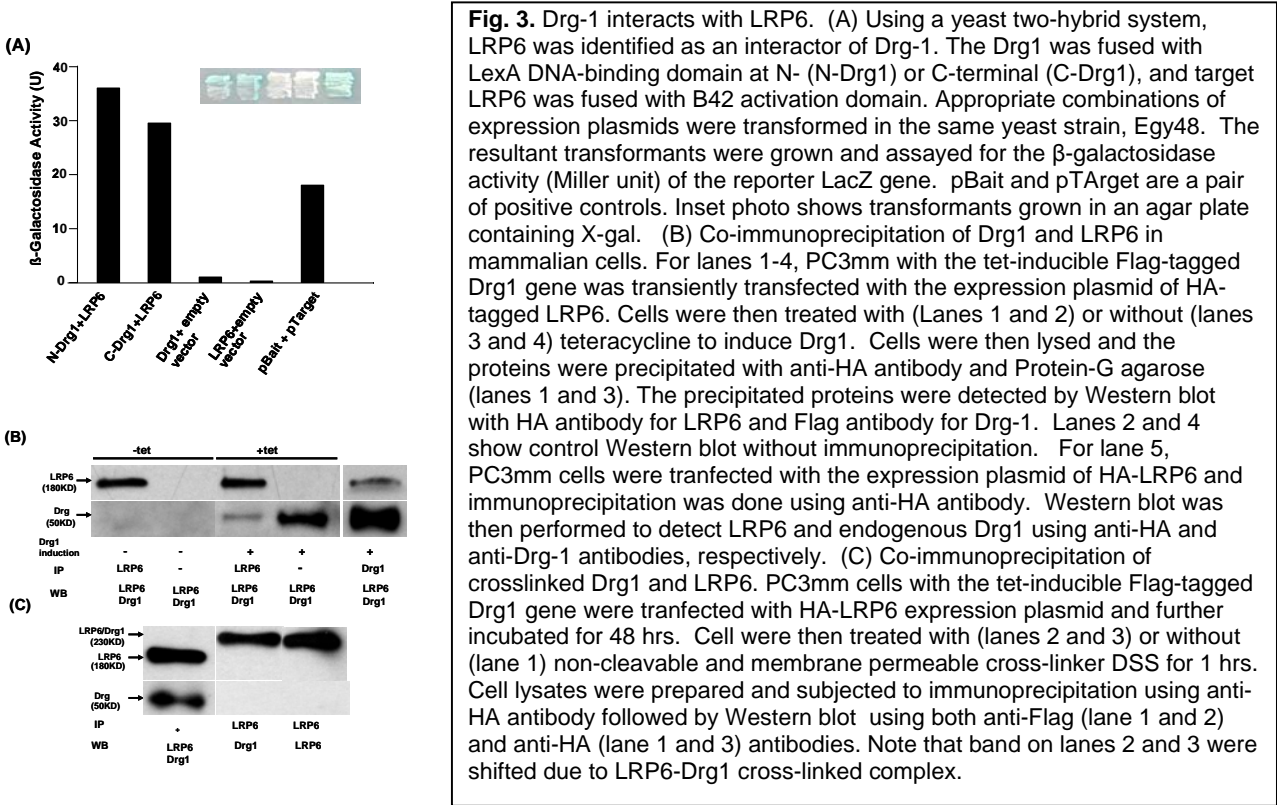 (A)
ß-Galactosidase Activity (U)
40
30
20
10
0
N-Drg1+LRP6
C-Drg1+LRP6
Drg1+ empty
vector
LRP6+empty
vector
pBait + pTarget
(B)
-tet
+tet
LRP6
(180KD)
Drg
(50KD)
Drg1
induction
-
-
+
+
+
IP
LRP6
-
LRP6
-
Drg1
WB
LRP6
Drg1
LRP6
Drg1
LRP6
Drg1
LRP6
Drg1
LRP6
Drg1
(C)
LRP6/Drg1
(230KD)
LRP6
(180KD)
Drg
(50KD)
IP
+
LRP6
LRP6
WB
LRP6
Drg1
Drg1
LRP6
Fig. 3. Drg-1 interacts with LRP6. (A) Using a yeast two-hybrid system,
LRP6 was identified as an interactor of Drg-1. The Drg1 was fused with
LexA DNA-binding domain at N- (N-Drg1) or C-terminal (C-Drg1), and target
LRP6 was fused with B42 activation domain. Appropriate combinations of
expression plasmids were transformed in the same yeast strain, Egy48. The
resultant transformants were grown and assayed for the β-galactosidase
activity (Miller unit) of the reporter LacZ gene. pBait and pTArget are a pair
of positive controls. Inset photo shows transformants grown in an agar plate
containing X-gal. (B) Co-immunoprecipitation of Drg1 and LRP6 in
mammalian cells. For lanes 1-4, PC3mm with the tet-inducible Flag-tagged
Drg1 gene was transiently transfected with the expression plasmid of HA-
tagged LRP6. Cells were then treated with (Lanes 1 and 2) or without (lanes
3 and 4) teteracycline to induce Drg1. Cells were then lysed and the
proteins were precipitated with anti-HA antibody and Protein-G agarose
(lanes 1 and 3). The precipitated proteins were detected by Western blot
with HA antibody for LRP6 and Flag antibody for Drg-1. Lanes 2 and 4
show control Western blot without immunoprecipitation. For lane 5,
PC3mm cells were tranfected with the expression plasmid of HA-LRP6 and
immunoprecipitation was done using anti-HA antibody. Western blot was
then performed to detect LRP6 and endogenous Drg1 using anti-HA and
anti-Drg-1 antibodies, respectively. (C) Co-immunoprecipitation of
crosslinked Drg1 and LRP6. PC3mm cells with the tet-inducible Flag-tagged
Drg1 gene were tranfected with HA-LRP6 expression plasmid and further
incubated for 48 hrs. Cell were then treated with (lanes 2 and 3) or without
(lane 1) non-cleavable and membrane permeable cross-linker DSS for 1 hrs.
Cell lysates were prepared and subjected to immunoprecipitation using anti-
HA antibody followed by Western blot using both anti-Flag (lane 1 and 2)
and anti-HA (lane 1 and 3) antibodies. Note that band on lanes 2 and 3 were
shifted due to LRP6-Drg1 cross-linked complex.